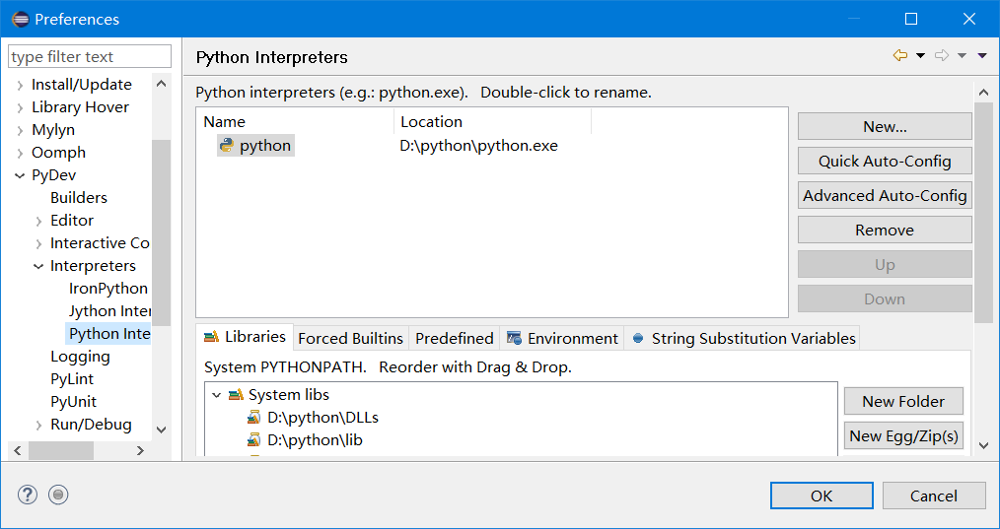 Preferences
type filter text
Install/Update
Library Hover
Mylyn
Oomph
PyDev
Builders
Editor
Interactive Co
Interpreters
IronPython
Jython Inter
Python Inte
Logging
PyLint
PyUnit
Run/Debug
Python Interpreters
Python interpreters (e.g.: python.exe).   Double-click to rename.
Name Location
python D:\python\python.exe
New...
Quick Auto-Config
Advanced Auto-Config
Remove
Up
Down
Libraries Forced Builtins Predefined Environment String Substitution Variables
System PYTHONPATH.   Reorder with Drag & Drop.
System libs
D:\python\DLLs
D:\python\lib
New Folder
New Egg/Zip(s)
?
OK Cancel